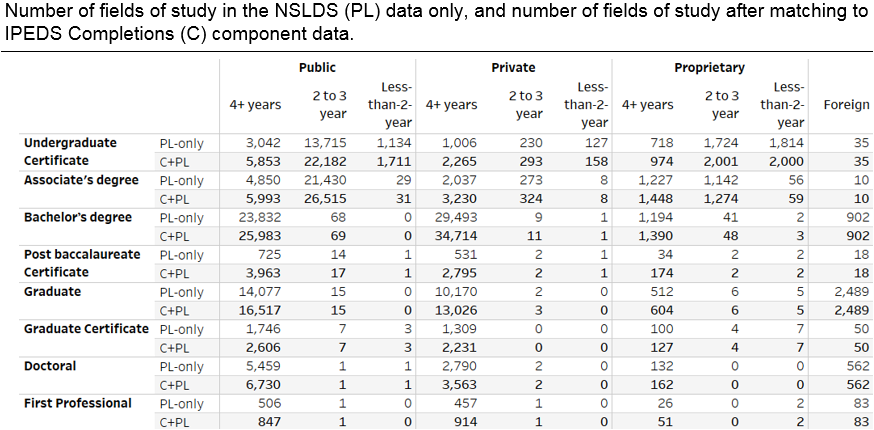 Number of fields of study in the NSLDS (PL) data only, and number of fields of study after matching to
IPEDS Completions (C) component data.
Public Private Proprietary
4+ years 2 to 3 year Less-than-2-year 4+ years 2 to 3 year Less-than-2-year 4+ years 2 to 3 year Less-than-2-year Foreign
Undergraduate PL-only 3,042 13,715 1,134 1,006 230 127 718 1,724 1,814 35
Certificate C+PL 5,853 22,182 1,711 2,265 293 158 974 2,001 2,000 35
Associate's degree PL-only 4,850 21,430 29 2,037 273 8 1,227 1,142 56 10
C+PL 5,993 26,515 31 3,230 324 8 1,448 1,274 59 10
Bachelor's degree PL-only 23,832 68 0 29,493 9 1 1,194 41 2 902
C+PL 25,983 69 0 34,714 11 1 1,390 48 3 902
Post baccalaureate PL-only 725 14 1 531 2 1 34 2 2 18
Certificate C+PL 3,963 17 1 2,795 2 1 174 2 2 18
Graduate PL-only 14,077 15 0 10,170 2 0 512 6 5 2,489
C+PL 16,517 15 0 13,026 3 0 604 6 5 2,489
Graduate Certificate PL-only 1,746 7 3 1,309 0 0 100 4 7 50
C+PL 2,606 7 3 2,231 0 0 127 4 7 50
Doctoral PL-only 5,459 1 1 2,790 2 0 132 0 0 562
C+PL 6,730 1 1 3,563 2 0 162 0 0 562
First Professional PL-only 506 1 0 457 1 0 26 0 2 83
C+PL 847 1 0 914 1 0 51 0 2 83